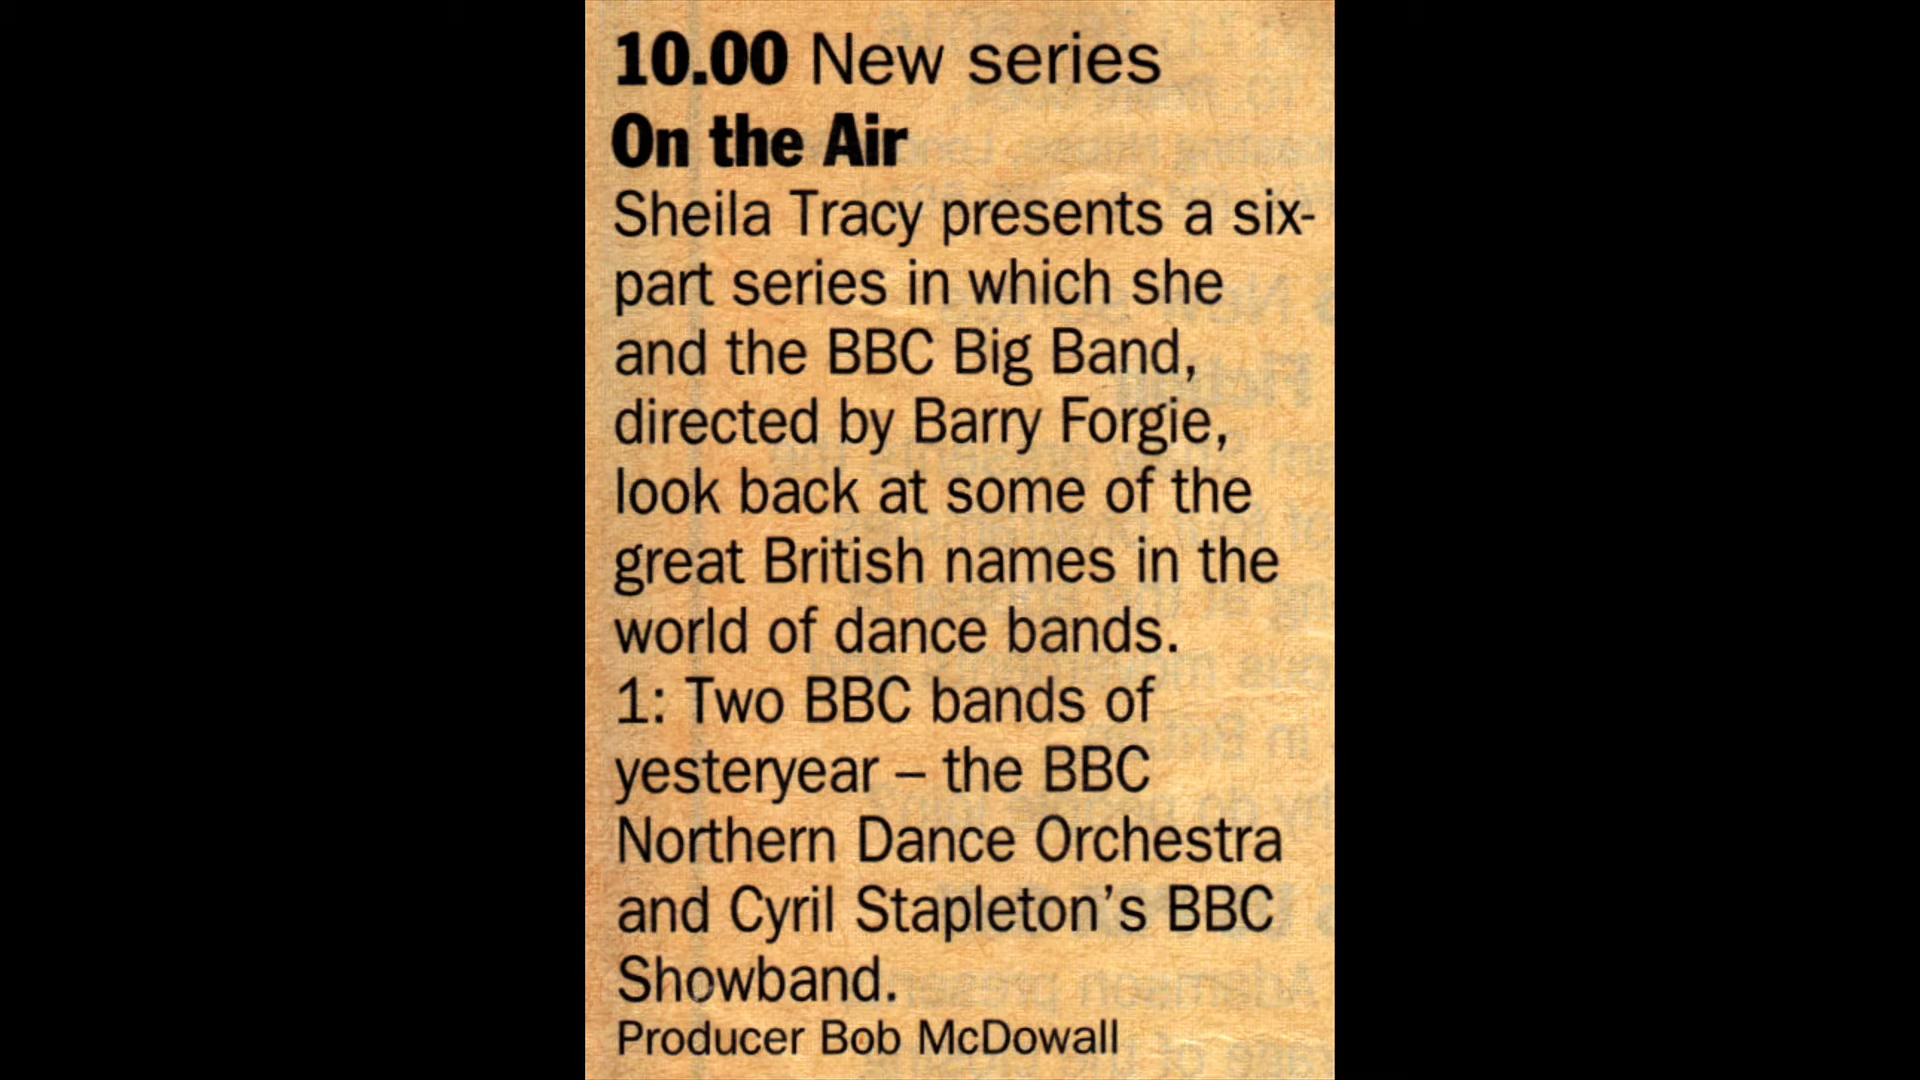 10.00 New series
On the Air
Sheila Tracy presents a six-
part series in which she
and the BBC Big Band,
directed by Barry Forgie,
look back at some of the
great British names in the
world of dance bands.
1: Two BBC bands of
yesteryear – the BBC
Northern Dance Orchestra
and Cyril Stapleton's BBC
Showband.
Producer Bob McDowall